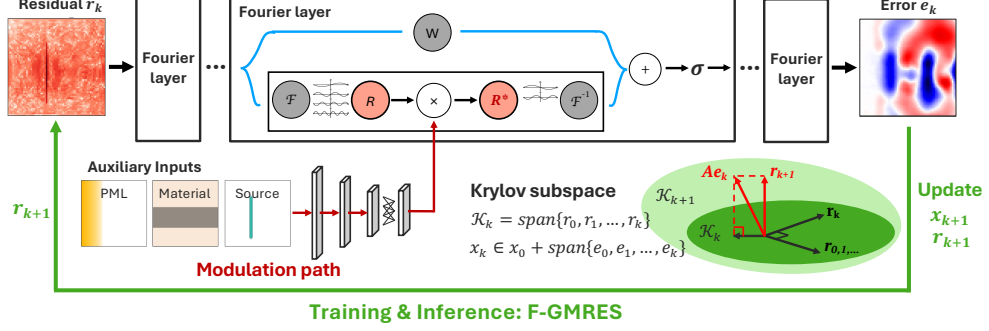 Residual r_k
Fourier layer
Error e_k
Fourier
layer
...
W
ℱ
R
×
R*
ℱ⁻¹
+
σ
...
Fourier
layer
Auxiliary Inputs
PML
Material
Source
Modulation path
Krylov subspace
𝒦_k = span{r_0, r_1, ..., r_k}
x_k ∈ x_0 + span{e_0, e_1, ..., e_k}
𝒦_{k+1}
𝒦_k
Ae_k
r_{k+1}
r_k
r_{0,1,...}
r_{k+1}
Update
x_{k+1}
r_{k+1}
Training & Inference: F-GMRES